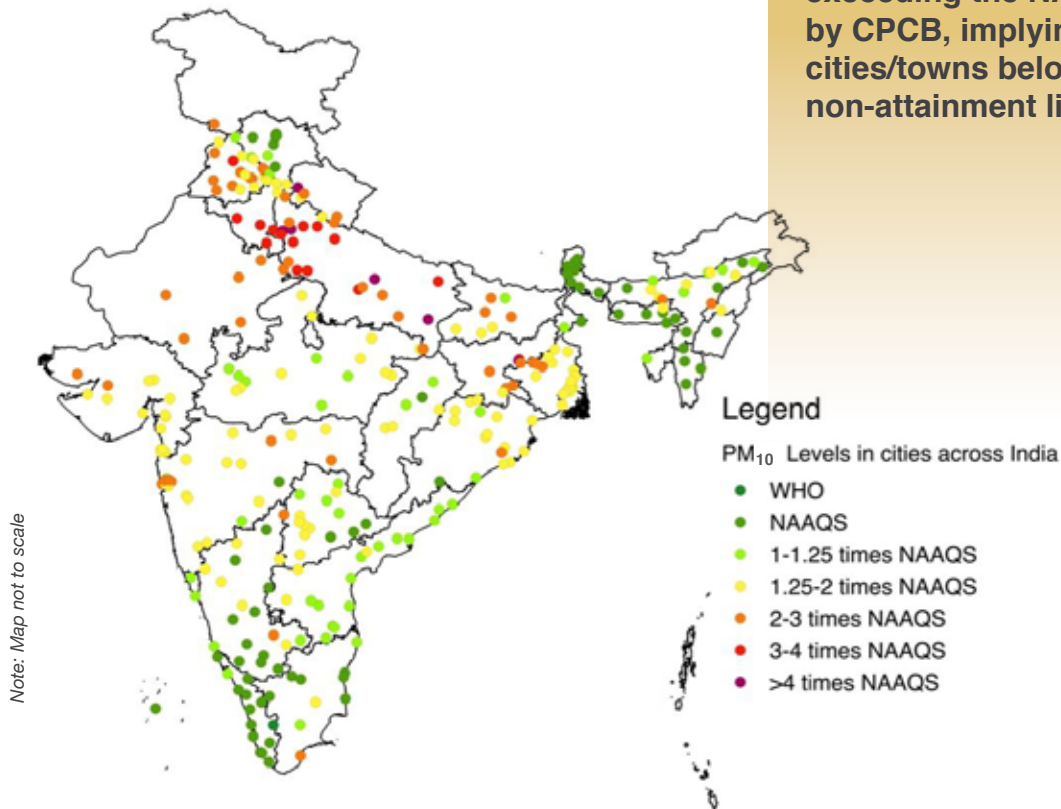 by CPCB, implying
cities/towns belo
non-attainment li
Legend
PM₁₀ Levels in cities across India
WHO
NAAQS
1-1.25 times NAAQS
1.25-2 times NAAQS
2-3 times NAAQS
3-4 times NAAQS
>4 times NAAQS
Note: Map not to scale